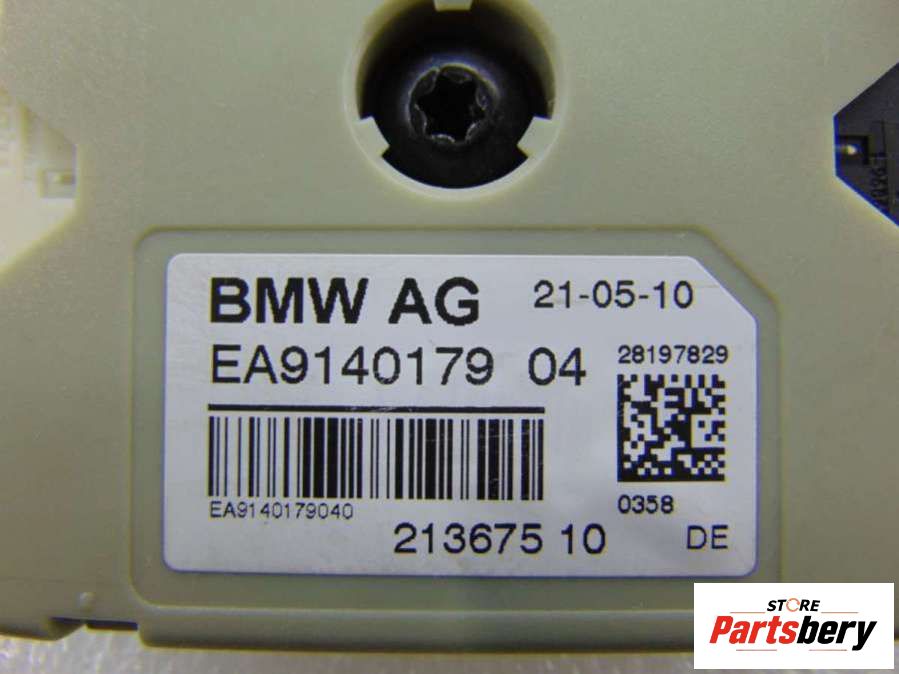 BMW AG 21-05-10
EA9140179 04
28197829
EA9140179040
0358
213675 10
DE
STORE
Partsbery